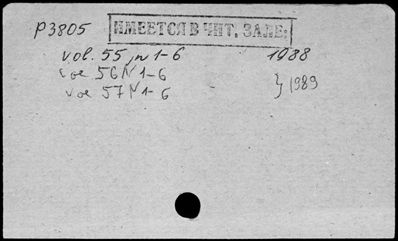 P3805 ИМЕЕТСЯ В ЧИТ. ЗАЛЕ:
vol. 55, n 1-6 1988
vol 56 N 1-6
vol 57 N 1-6 } 1989